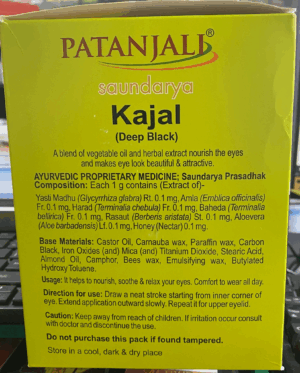 PATANJALI®
saundarya
Kajal
(Deep Black)
A blend of vegetable oil and herbal extract nourish the eyes
and makes eye look beautiful & attractive.
AYURVEDIC PROPRIETARY MEDICINE; Saundarya Prasadhak
Composition: Each 1 g contains (Extract of)-
Yasti Madhu (Glycyrrhiza glabra) Rt. 0.1 mg, Amla (Emblica officinalis)
Fr. 0.1 mg, Harad (Terminalia chebula) Fr. 0.1 mg, Baheda (Terminalia
bellirica) Fr. 0.1 mg, Rasaut (Berberis aristata) St. 0.1 mg, Aloevera
(Aloe barbadensis) Lf. 0.1 mg, Honey (Nectar) 0.1 mg.
Base Materials: Castor Oil, Carnauba wax, Paraffin wax, Carbon
Black, Iron Oxides (and) Mica (and) Titanium Dioxide, Stearic Acid,
Almond Oil, Camphor, Bees wax, Emulsifying wax, Butylated
Hydroxy Toluene.
Usage: It helps to nourish, soothe & relax your eyes. Comfort to wear all day.
Direction for use: Draw a neat stroke starting from inner corner of
eye. Extend application outward slowly. Repeat it for upper eyelid.
Caution: Keep away from reach of children. If irritation occur consult
with doctor and discontinue the use.
Do not purchase this pack if found tampered.
Store in a cool, dark & dry place